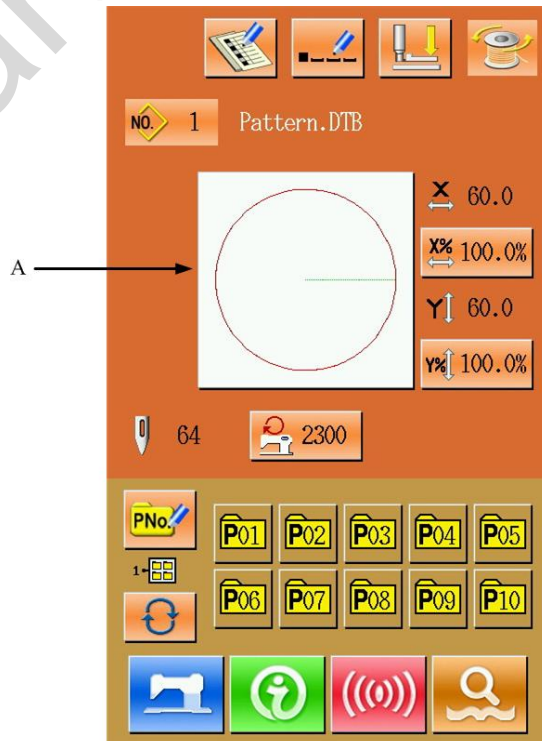 NO. 1 Pattern.DTB
X 60.0
X% 100.0%
A
Y 60.0
Y% 100.0%
64 2300
PNo.
P01 P02 P03 P04 P05
1-
P06 P07 P08 P09 P10